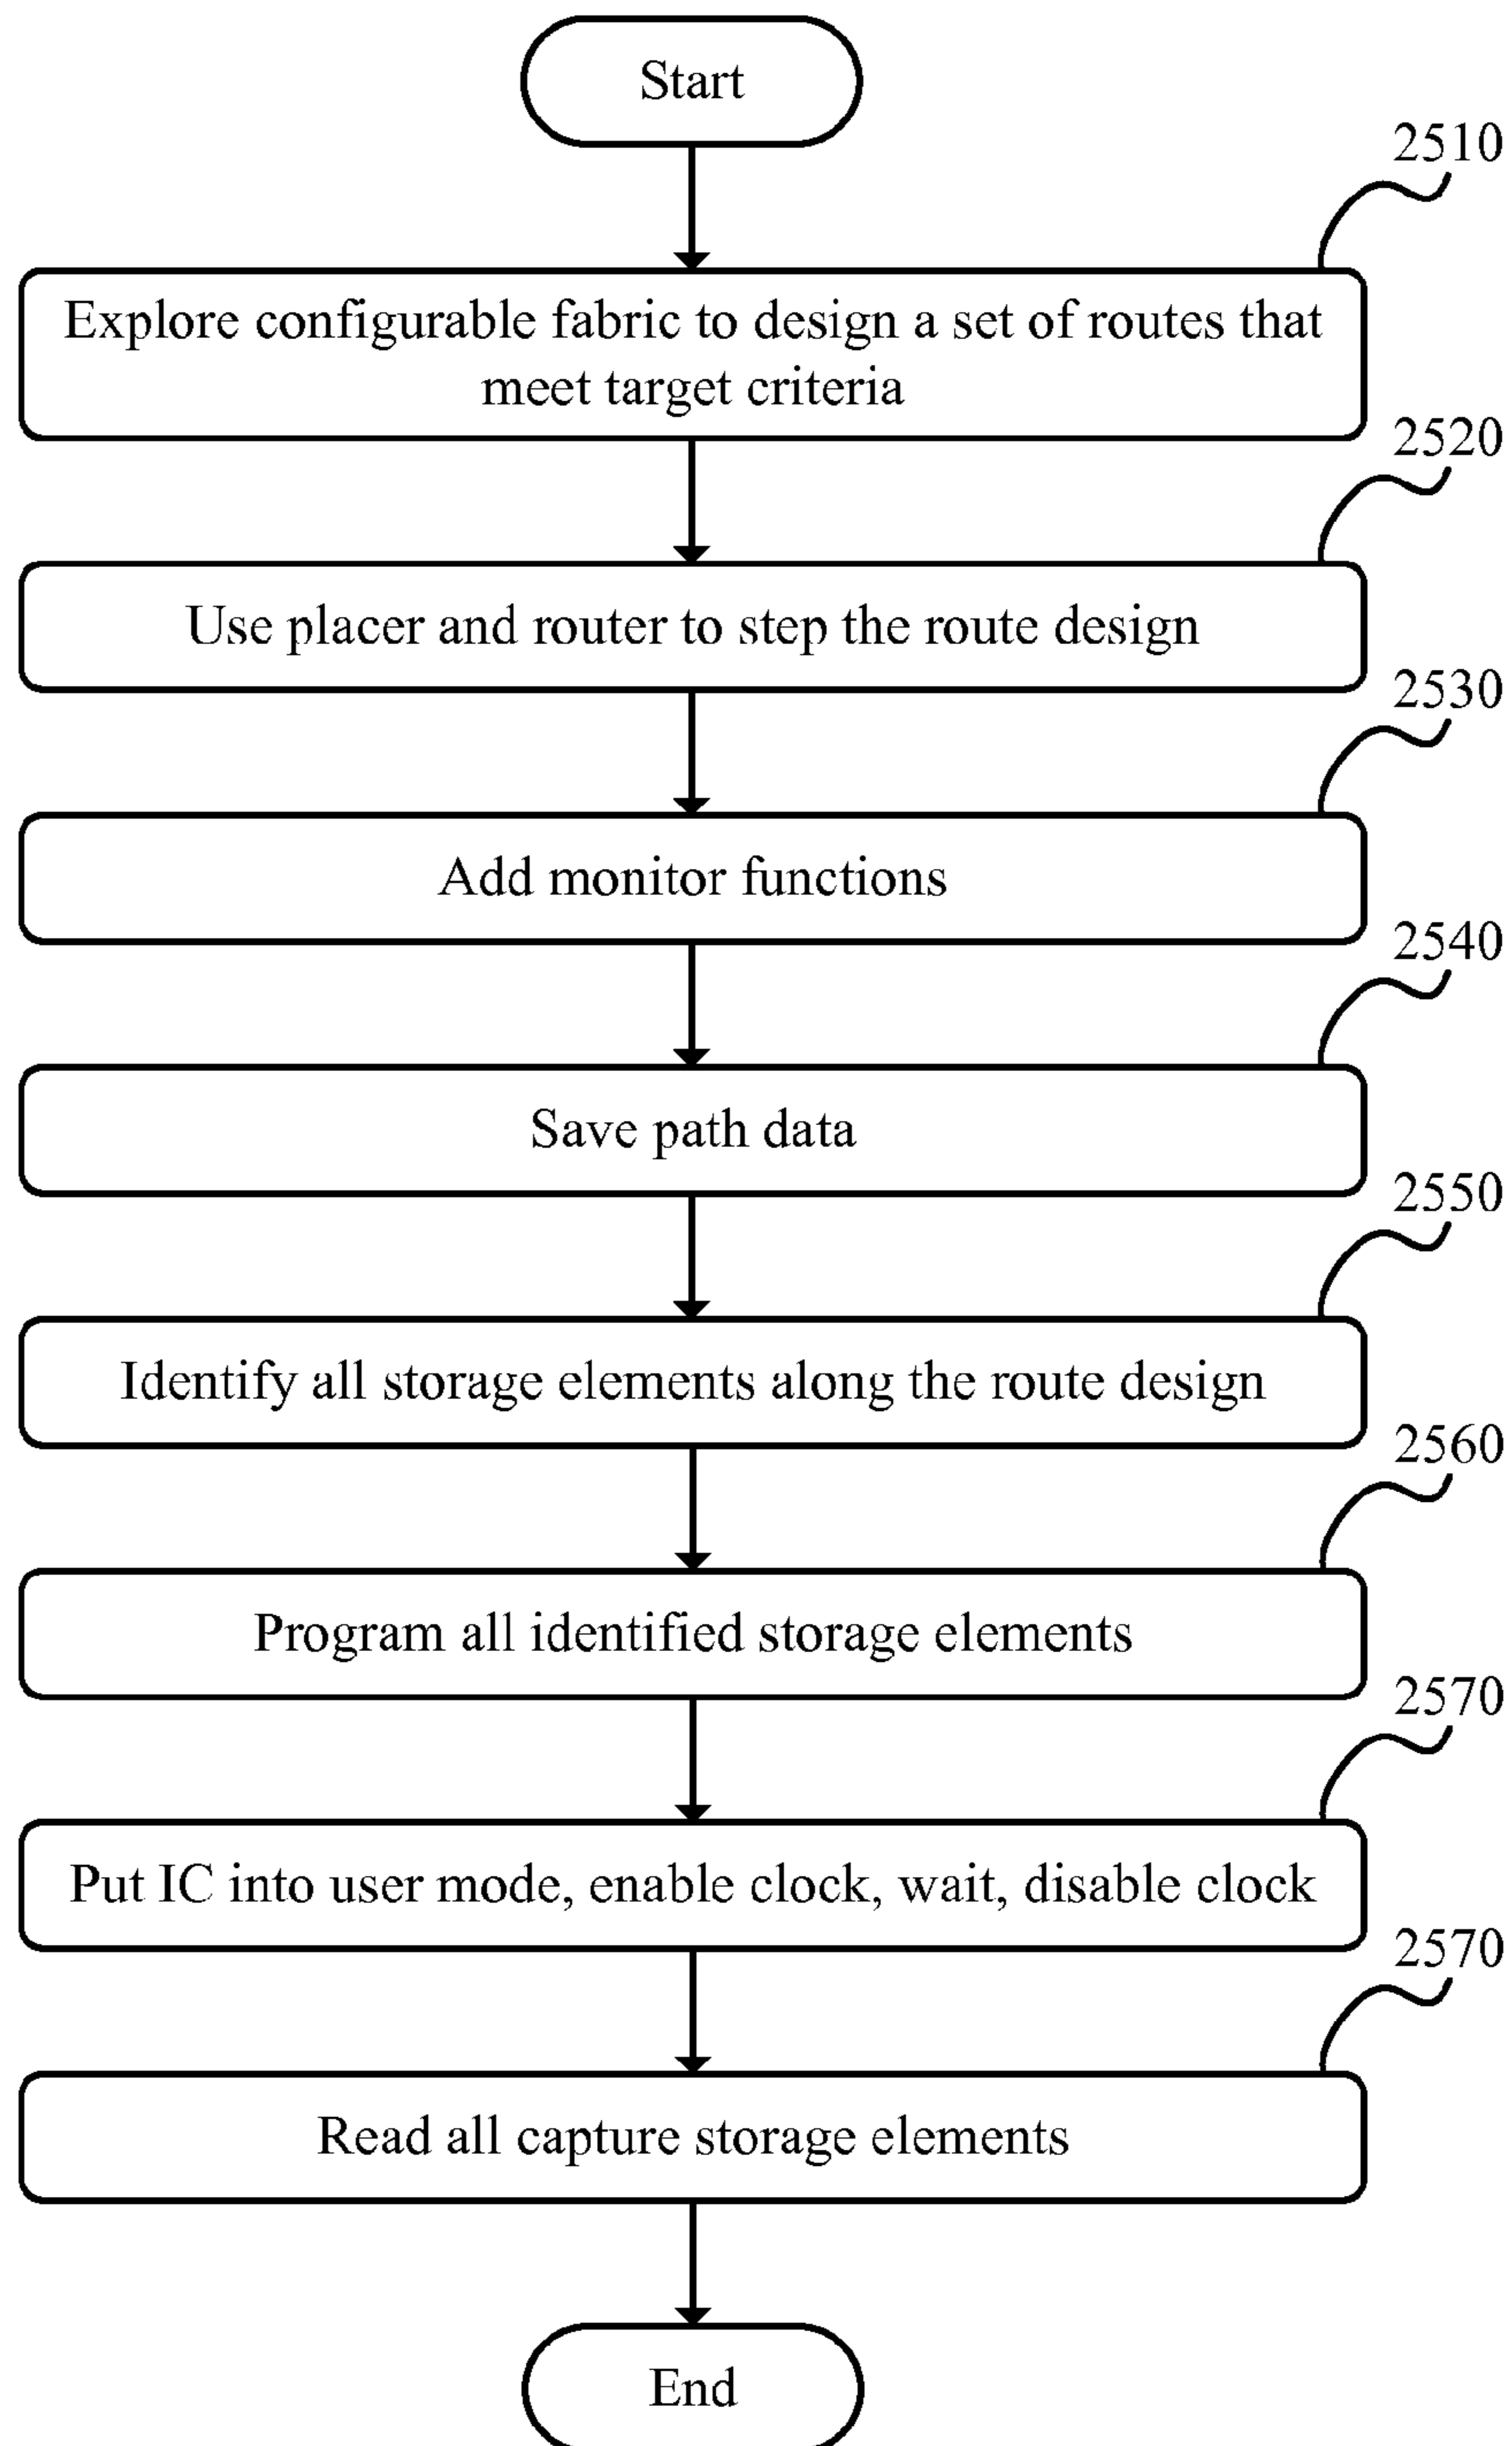 Start
2510
Explore configurable fabric to design a set of routes that
meet target criteria
2520
Use placer and router to step the route design
2530
Add monitor functions
2540
Save path data
2550
Identify all storage elements along the route design
2560
Program all identified storage elements
2570
Put IC into user mode, enable clock, wait, disable clock
2570
Read all capture storage elements
End